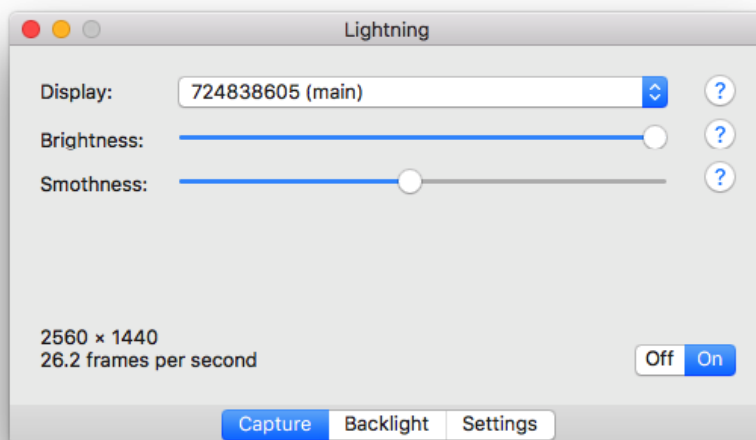 Lightning
Display: 724838605 (main) ?
Brightness: ?
Smothness: ?
2560 × 1440
26.2 frames per second
Off On
Capture Backlight Settings